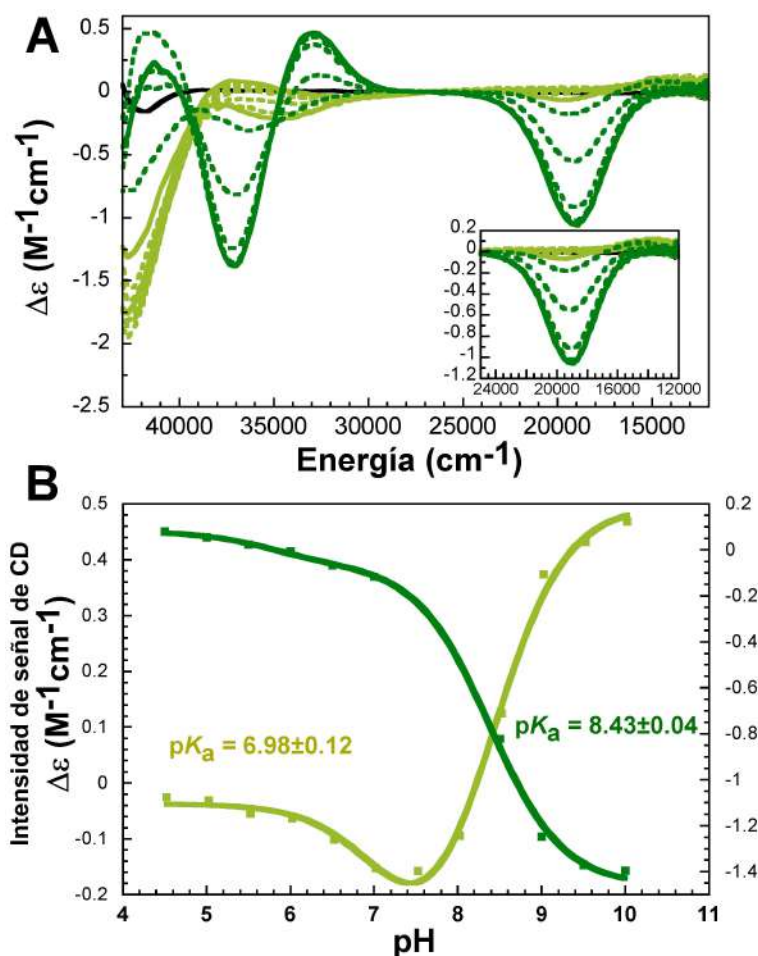 A
0.5
0
-0.5
-1
-1.5
-2
-2.5
Δε (M-1cm-1)
40000 35000 30000 25000 20000 15000
Energía (cm-1)
0.2
0
-0.2
-0.4
-0.6
-0.8
-1
-1.2
24000 20000 16000 12000
B
0.5
0.4
0.3
0.2
0.1
0
-0.1
-0.2
Intensidad de señal de CD
Δε (M-1cm-1)
0.2
0
-0.2
-0.4
-0.6
-0.8
-1
-1.2
-1.4
pKa = 6.98±0.12
pKa = 8.43±0.04
4 5 6 7 8 9 10 11
pH